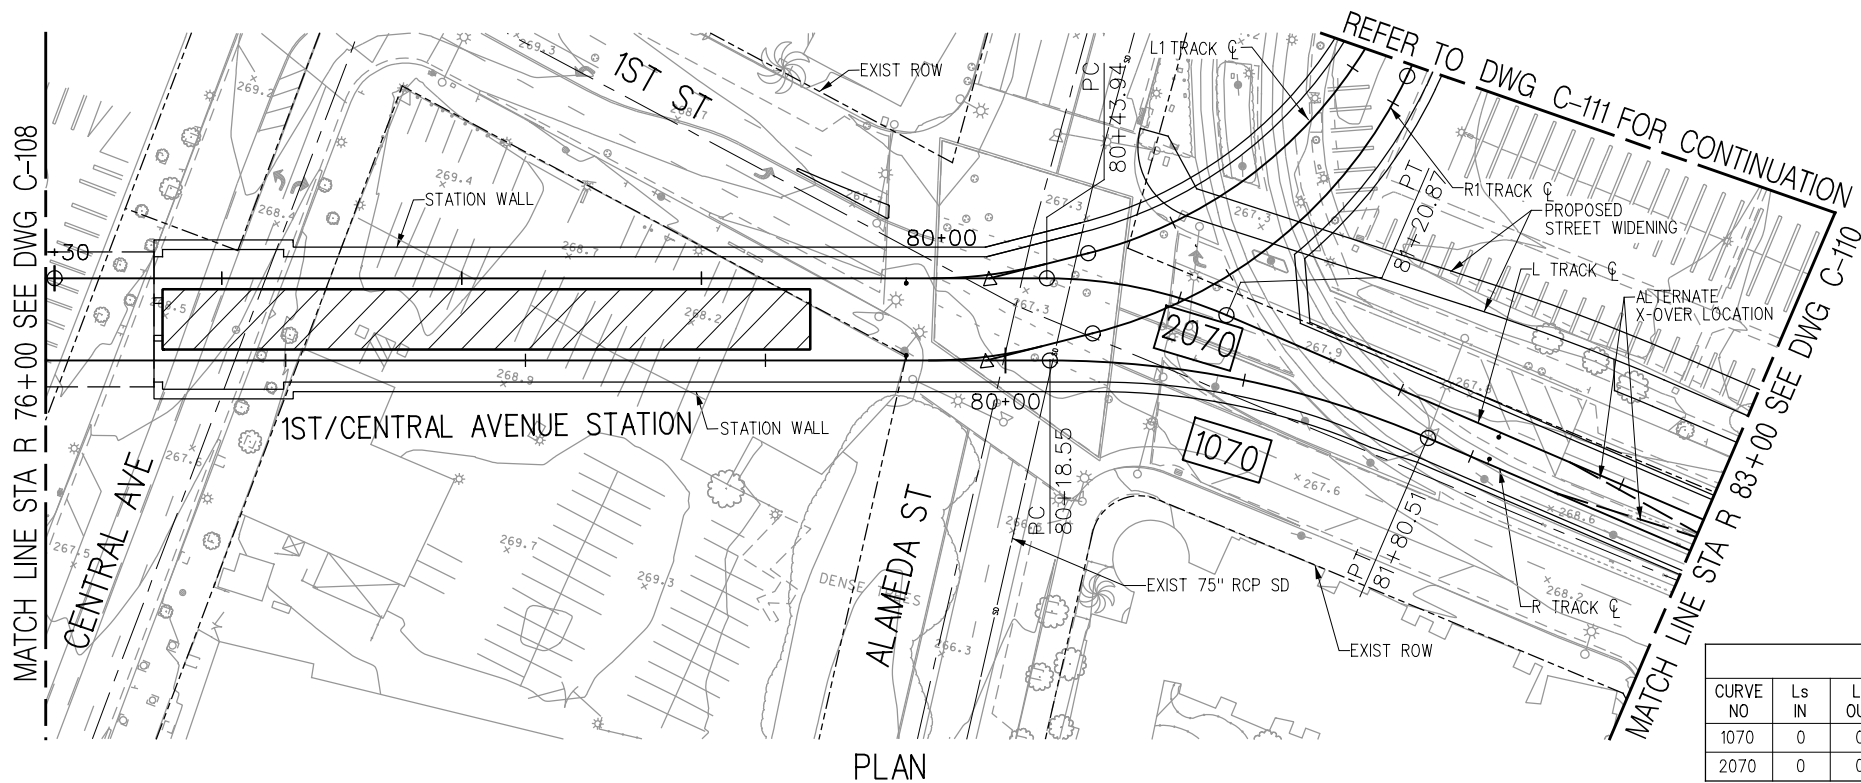 REFER TO DWG C-111 FOR CONTINUATION
MATCH LINE STA R 76+00 SEE DWG C-108
MATCH LINE STA R 83+00 SEE DWG C-110
1ST ST
EXIST ROW
L1 TRACK ℄
PC
80+43.94
R1 TRACK ℄
PT
81+20.87
PROPOSED
STREET WIDENING
L TRACK ℄
ALTERNATE
X-OVER LOCATION
STATION WALL
+30
80+00
2070
1070
80+00
1ST/CENTRAL AVENUE STATION
STATION WALL
CENTRAL AVE
ALAMEDA ST
PC
80+18.55
PT
81+80.51
EXIST 75" RCP SD
R TRACK ℄
EXIST ROW
269.3
269.2
268.7
269.4
268.4
268.7
267.3
267.3
267.3
268.2
267.9
268.9
267.6
267.5
269.7
269.3
266.3
267.6
268.6
268.2
PLAN
CURVE
NO
Ls
IN
1070 0
2070 0